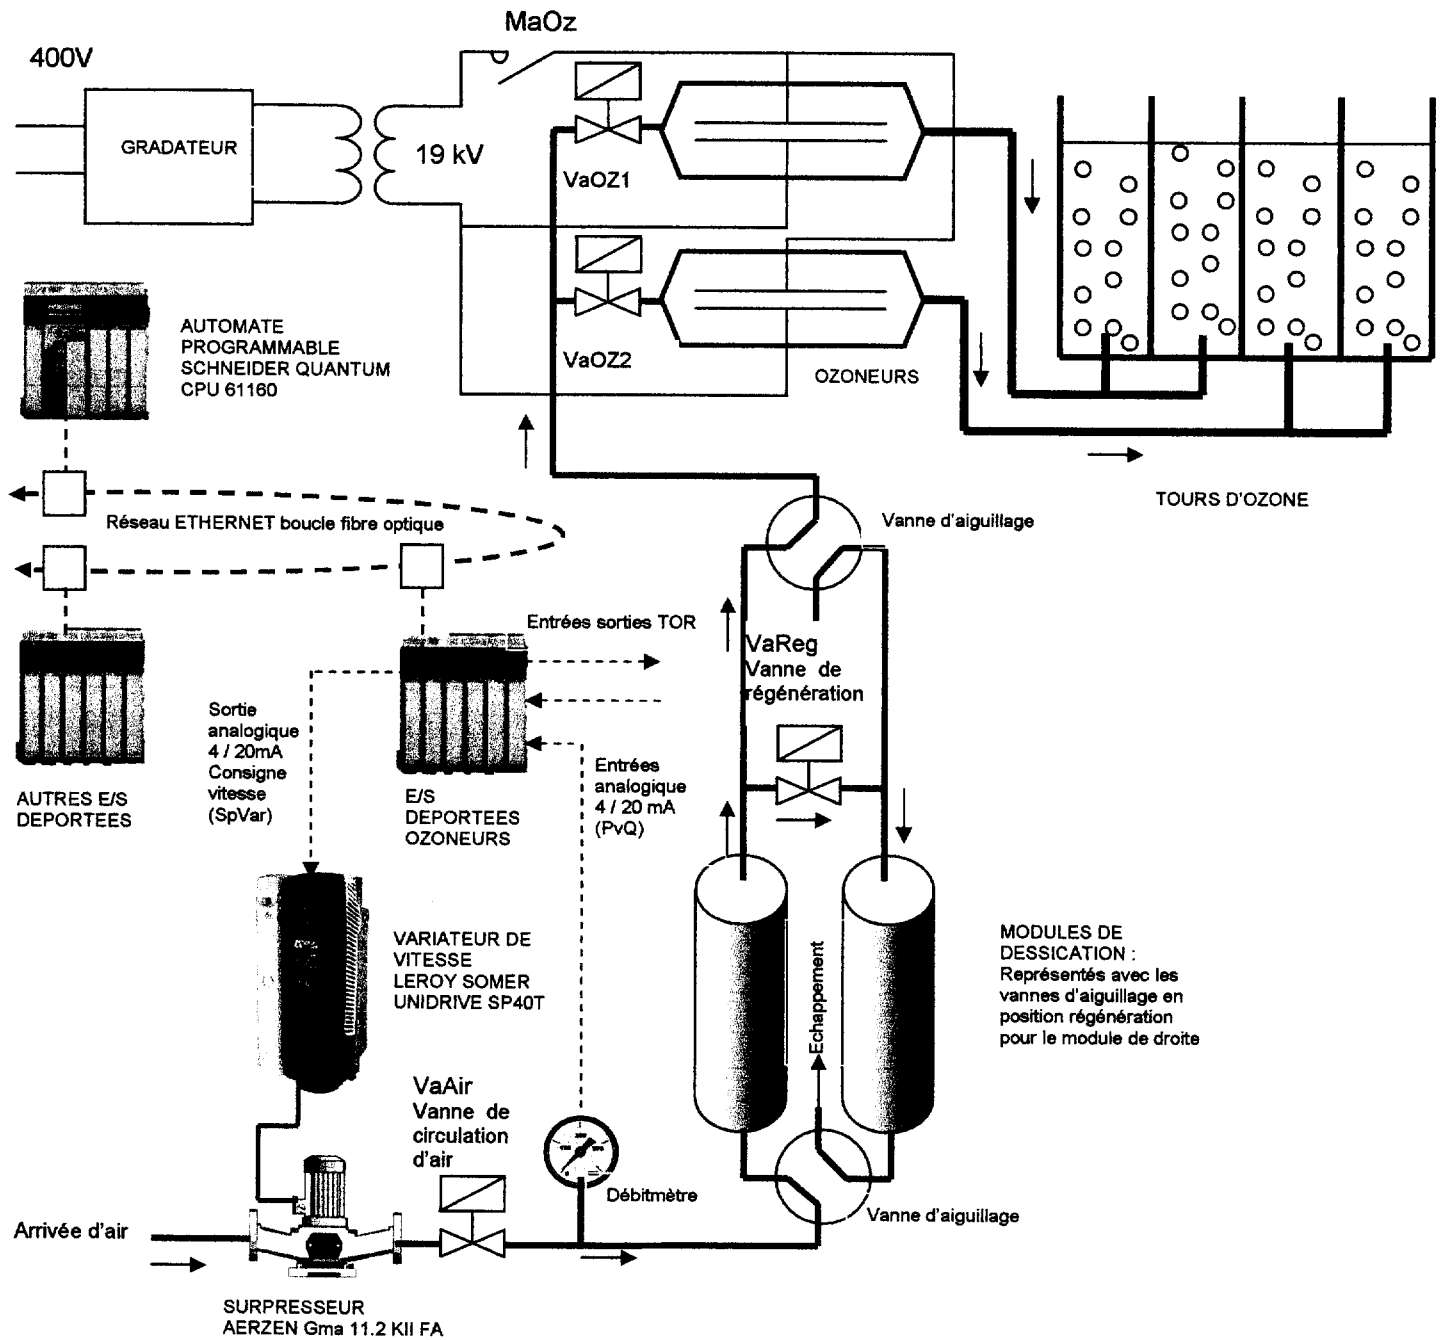 MaOz
400V
GRADATEUR
19 kV
VaOZ1
VaOZ2
OZONEURS
TOURS D'OZONE
AUTOMATE
PROGRAMMABLE
SCHNEIDER QUANTUM
CPU 61160
Réseau ETHERNET boucle fibre optique
Vanne d'aiguillage
Entrées sorties TOR
VaReg
Vanne de
régénération
Sortie
analogique
4 / 20mA
Consigne
vitesse
(SpVar)
Entrées
analogique
4 / 20 mA
(PvQ)
AUTRES E/S
DEPORTEES
E/S
DEPORTEES
OZONEURS
VARIATEUR DE
VITESSE
LEROY SOMER
UNIDRIVE SP40T
MODULES DE
DESSICATION :
Représentés avec les
vannes d'aiguillage en
position régénération
pour le module de droite
Echappement
VaAir
Vanne de
circulation
d'air
Débitmètre
Vanne d'aiguillage
Arrivée d'air
SURPRESSEUR
AERZEN Gma 11.2 KII FA